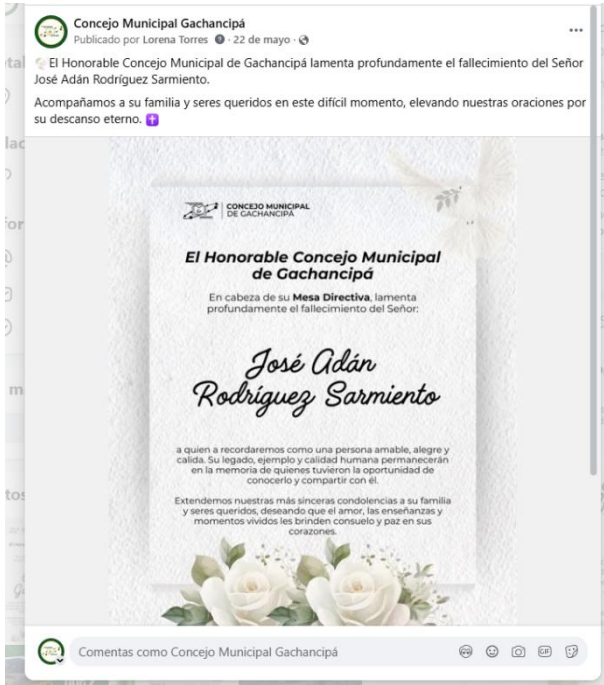 Concejo Municipal Gachancipá
Publicado por Lorena Torres · 22 de mayo ·
El Honorable Concejo Municipal de Gachancipá lamenta profundamente el fallecimiento del Señor
José Adán Rodríguez Sarmiento.
Acompañamos a su familia y seres queridos en este difícil momento, elevando nuestras oraciones por
su descanso eterno.
CONCEJO MUNICIPAL
DE GACHANCIPÁ
El Honorable Concejo Municipal
de Gachancipá
En cabeza de su Mesa Directiva, lamenta
profundamente el fallecimiento del Señor:
José Adán
Rodríguez Sarmiento
a quien a recordaremos como una persona amable, alegre y
calida. Su legado, ejemplo y calidad humana permanecerán
en la memoria de quienes tuvieron la oportunidad de
conocerlo y compartir con él.
Extendemos nuestras más sinceras condolencias a su familia
y seres queridos, deseando que el amor, las enseñanzas y
momentos vividos les brinden consuelo y paz en sus
corazones.
Comentas como Concejo Municipal Gachancipá
GIF